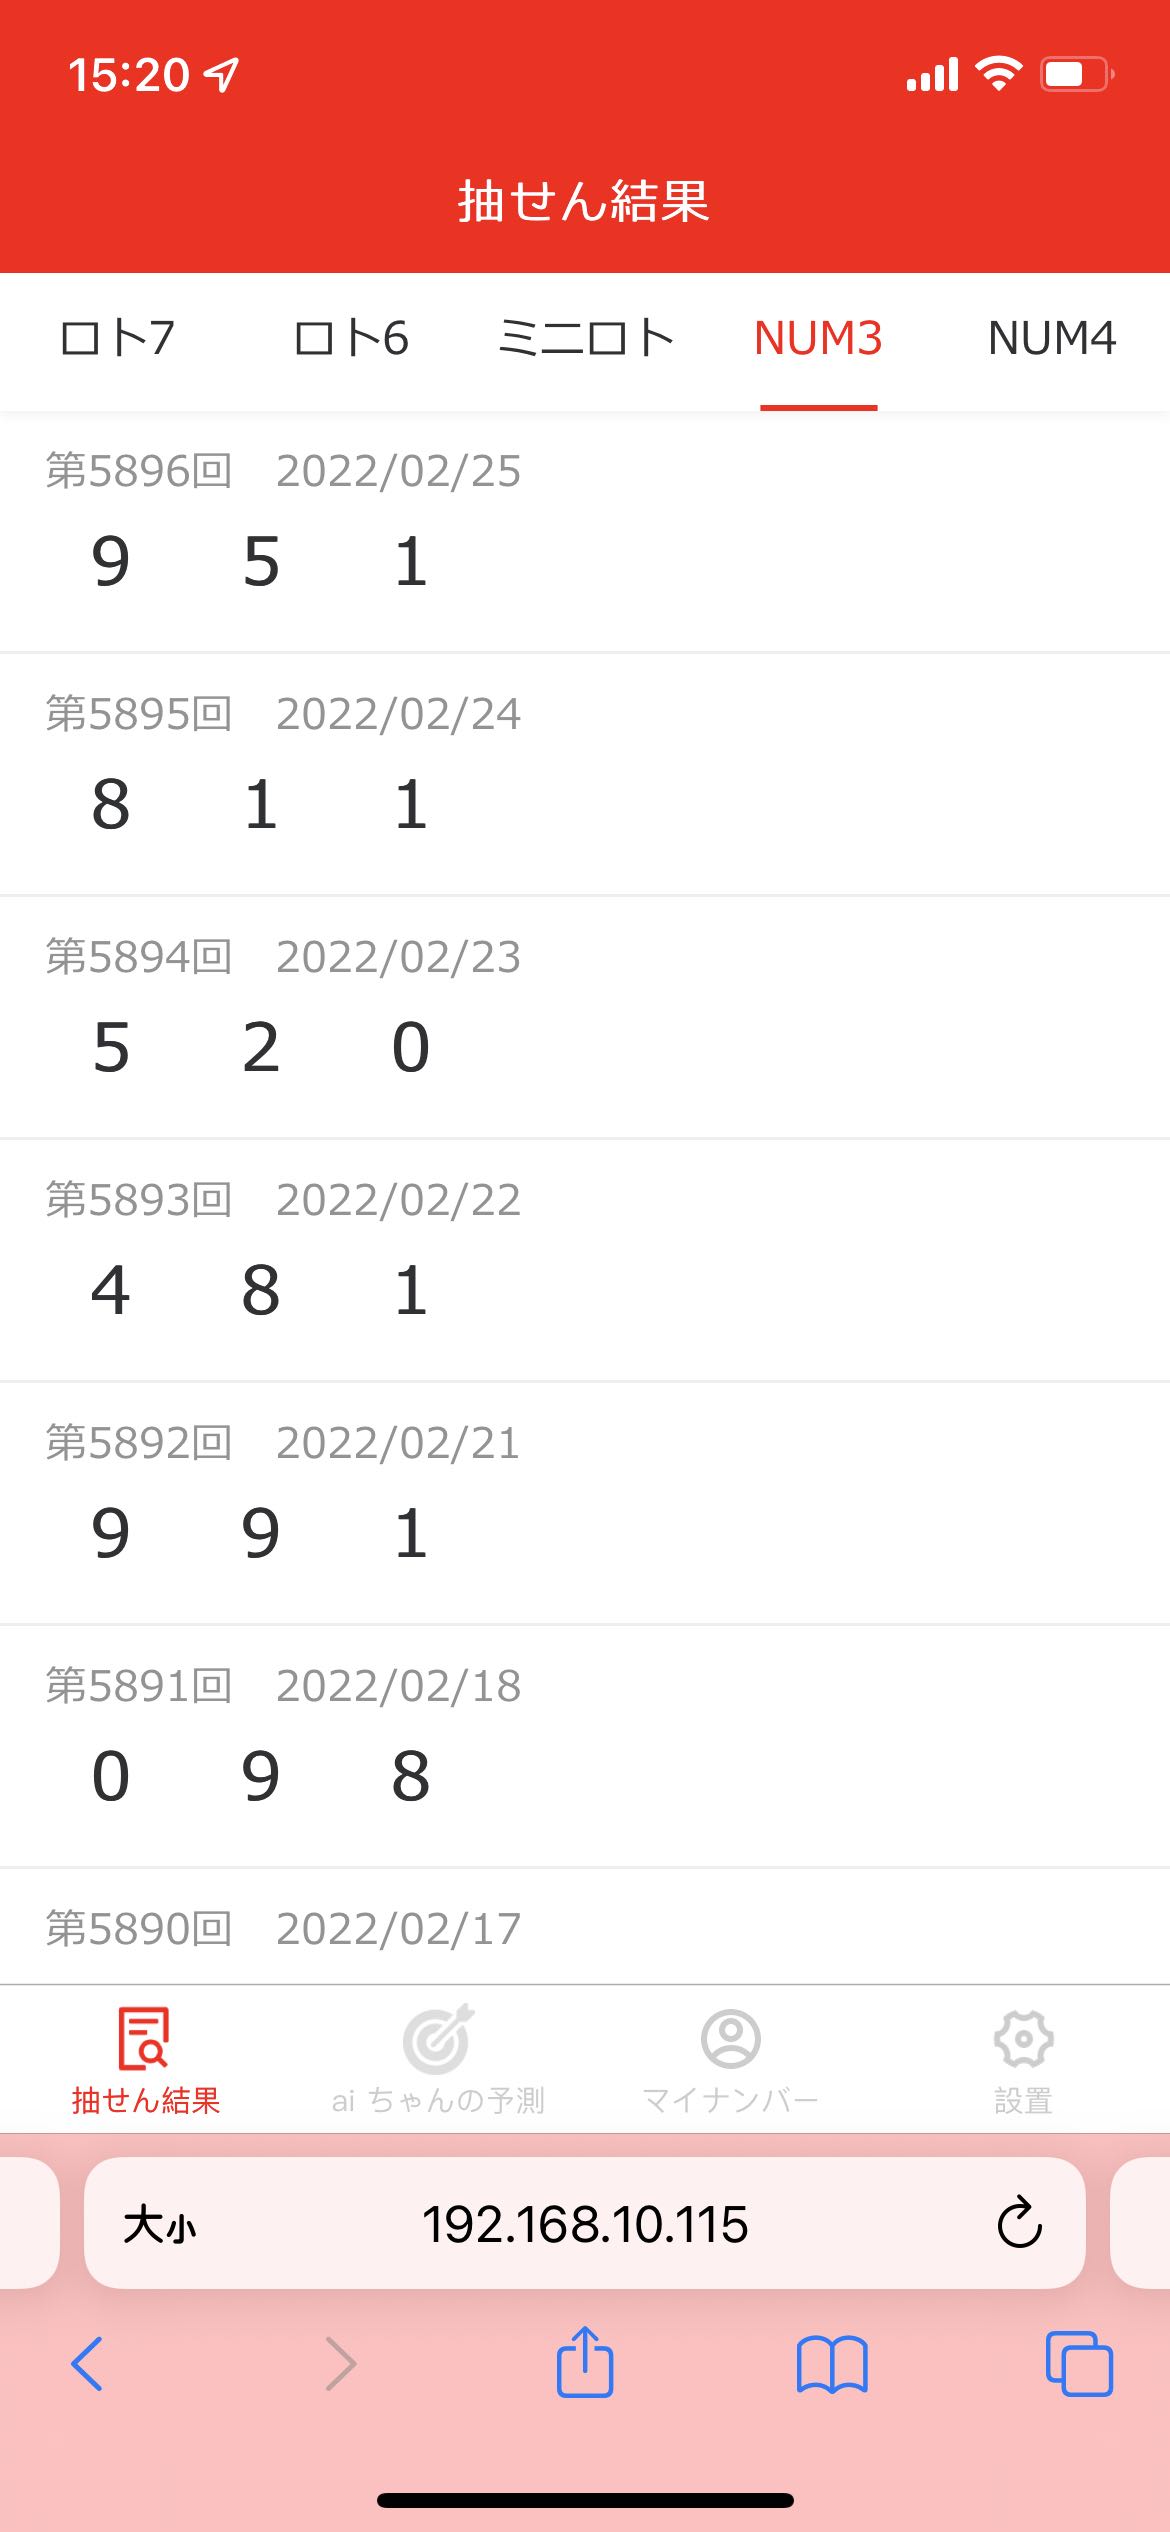 15:20
抽せん結果
ロト7 ロト6 ミニロト NUM3 NUM4
第5896回 2022/02/25
9 5 1
第5895回 2022/02/24
8 1 1
第5894回 2022/02/23
5 2 0
第5893回 2022/02/22
4 8 1
第5892回 2022/02/21
9 9 1
第5891回 2022/02/18
0 9 8
第5890回 2022/02/17
抽せん結果 ai ちゃんの予測 マイナンバー 設置
大小 192.168.10.115